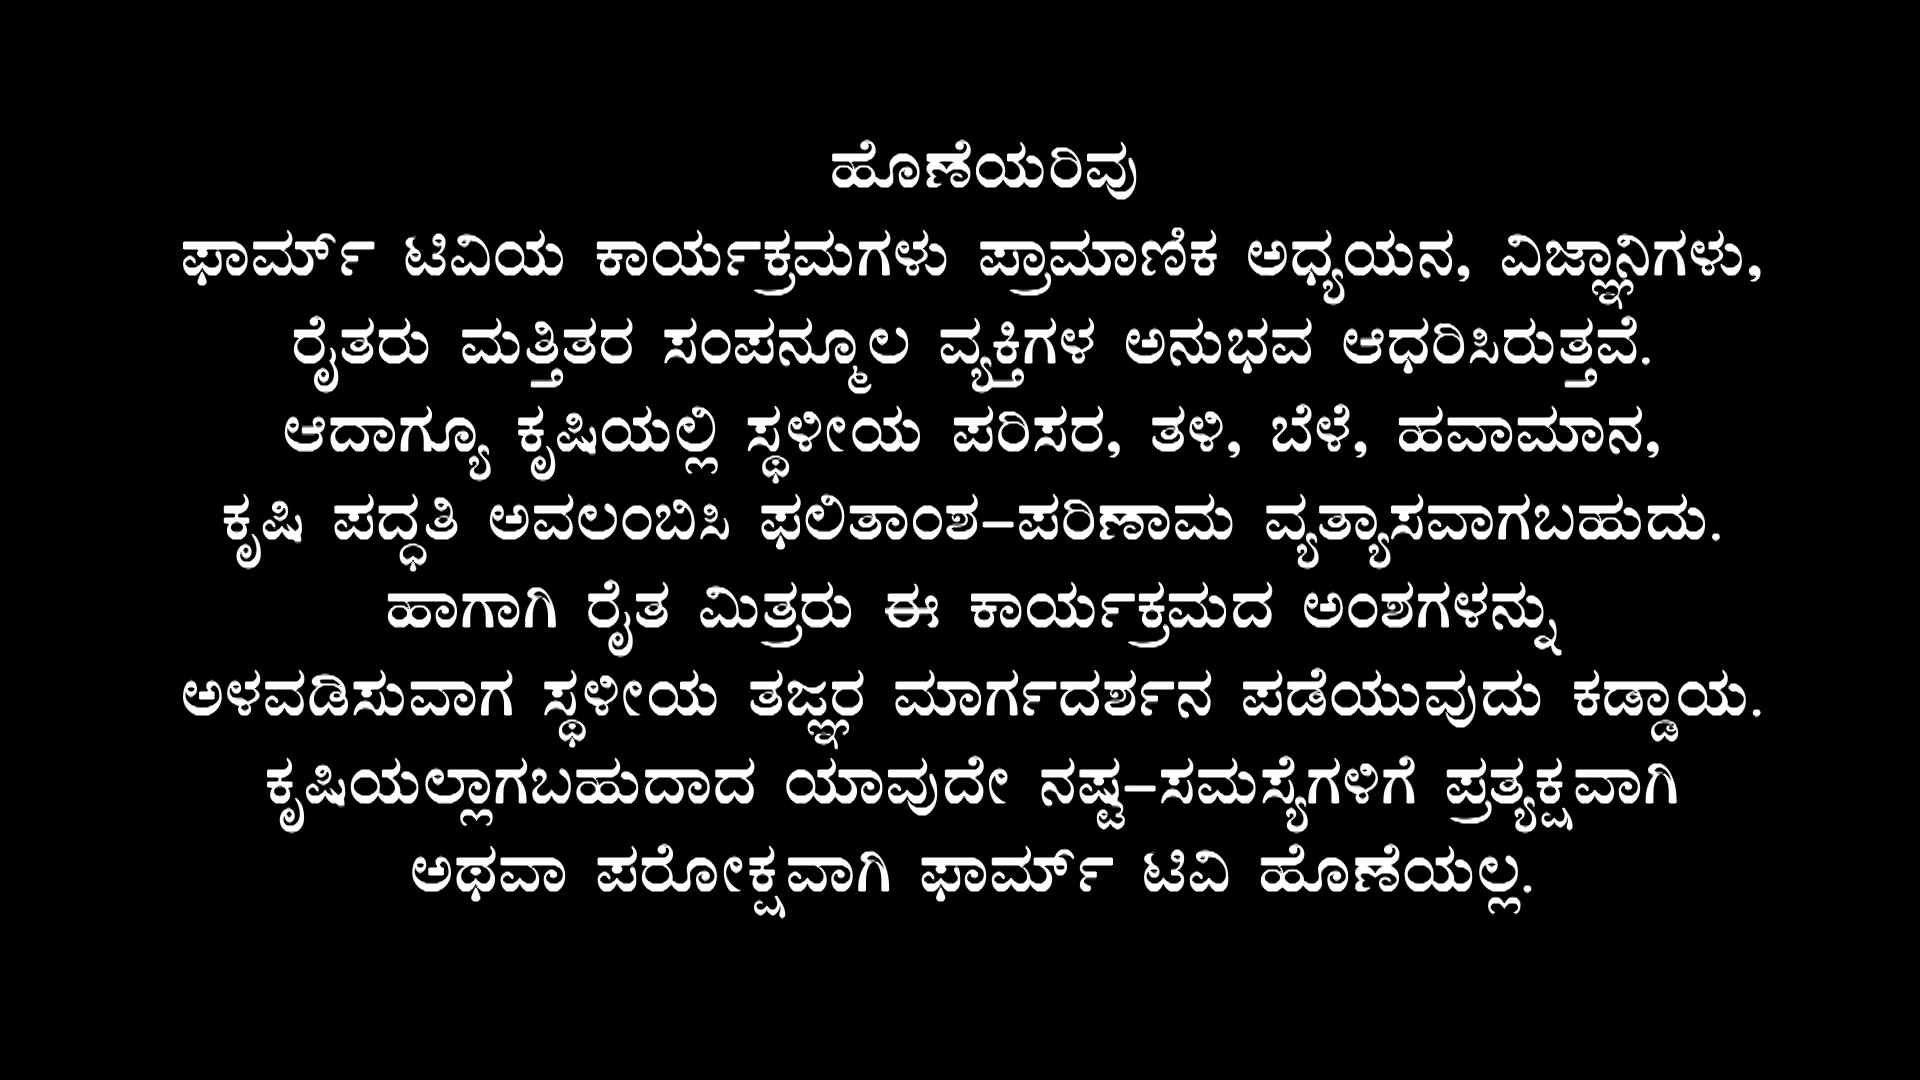 ಹೊಣೆಯರಿವು
ಫಾರ್ಮ್ ಟಿವಿಯ ಕಾರ್ಯಕ್ರಮಗಳು ಪ್ರಾಮಾಣಿಕ ಅಧ್ಯಯನ, ವಿಜ್ಞಾನಿಗಳು,
ರೈತರು ಮತ್ತಿತರ ಸಂಪನ್ಮೂಲ ವ್ಯಕ್ತಿಗಳ ಅನುಭವ ಆಧರಿಸಿರುತ್ತವೆ.
ಆದಾಗ್ಯೂ ಕೃಷಿಯಲ್ಲಿ ಸ್ಥಳೀಯ ಪರಿಸರ, ತಳಿ, ಬೆಳೆ, ಹವಾಮಾನ,
ಕೃಷಿ ಪದ್ಧತಿ ಅವಲಂಬಿಸಿ ಫಲಿತಾಂಶ-ಪರಿಣಾಮ ವ್ಯತ್ಯಾಸವಾಗಬಹುದು.
ಹಾಗಾಗಿ ರೈತ ಮಿತ್ರರು ಈ ಕಾರ್ಯಕ್ರಮದ ಅಂಶಗಳನ್ನು
ಅಳವಡಿಸುವಾಗ ಸ್ಥಳೀಯ ತಜ್ಞರ ಮಾರ್ಗದರ್ಶನ ಪಡೆಯುವುದು ಕಡ್ಡಾಯ.
ಕೃಷಿಯಲ್ಲಾಗಬಹುದಾದ ಯಾವುದೇ ನಷ್ಟ-ಸಮಸ್ಯೆಗಳಿಗೆ ಪ್ರತ್ಯಕ್ಷವಾಗಿ
ಅಥವಾ ಪರೋಕ್ಷವಾಗಿ ಫಾರ್ಮ್ ಟಿವಿ ಹೊಣೆಯಲ್ಲ.